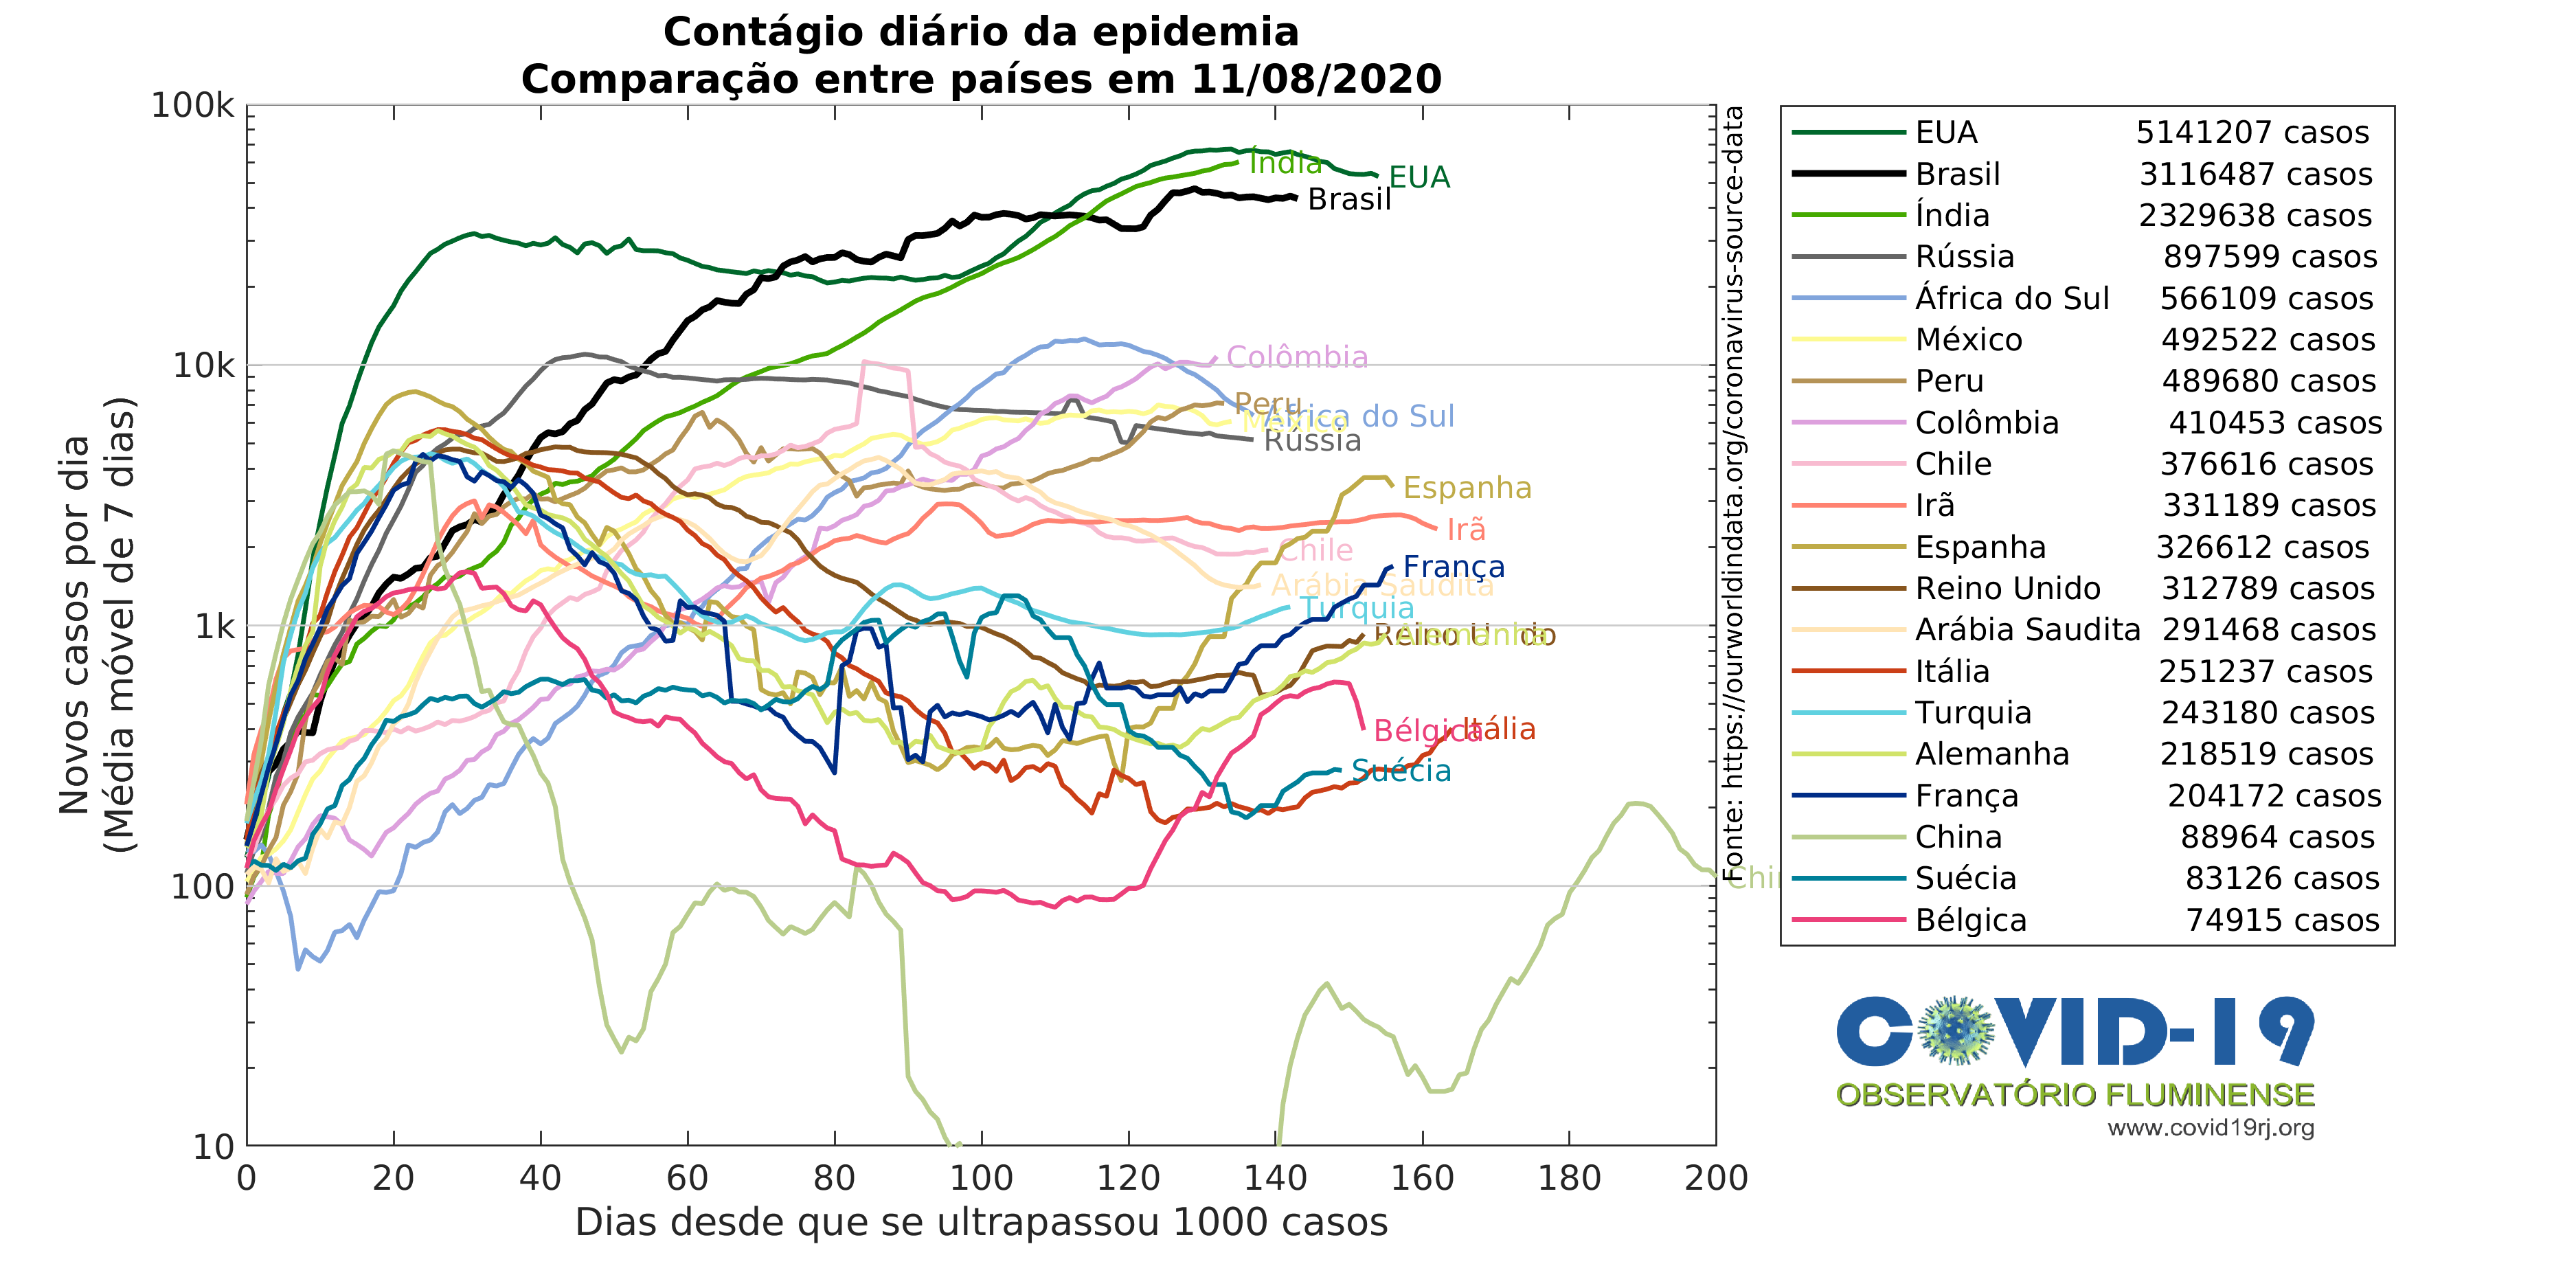 Contágio diário da epidemia
Comparação entre países em 11/08/2020
Novos casos por dia
(Média móvel de 7 dias)
100k
10k
1k
100
10
0 20 40 60 80 100 120 140 160 180 200
Dias desde que se ultrapassou 1000 casos
Índia
EUA
Brasil
Colômbia
Peru
África do Sul
México
Rússia
Espanha
Irã
Chile
França
Arábia Saudita
Turquia
Reino Unido
Alemanha
Bélgica
Itália
Suécia
Fonte: https://ourworldindata.org/coronavirus-source-data
EUA 5141207 casos
Brasil 3116487 casos
Índia 2329638 casos
Rússia 897599 casos
África do Sul 566109 casos
México 492522 casos
Peru 489680 casos
Colômbia 410453 casos
Chile 376616 casos
Irã 331189 casos
Espanha 326612 casos
Reino Unido 312789 casos
Arábia Saudita 291468 casos
Itália 251237 casos
Turquia 243180 casos
Alemanha 218519 casos
França 204172 casos
China 88964 casos
Suécia 83126 casos
Bélgica 74915 casos
COVID-19
OBSERVATÓRIO FLUMINENSE
www.covid19rj.org